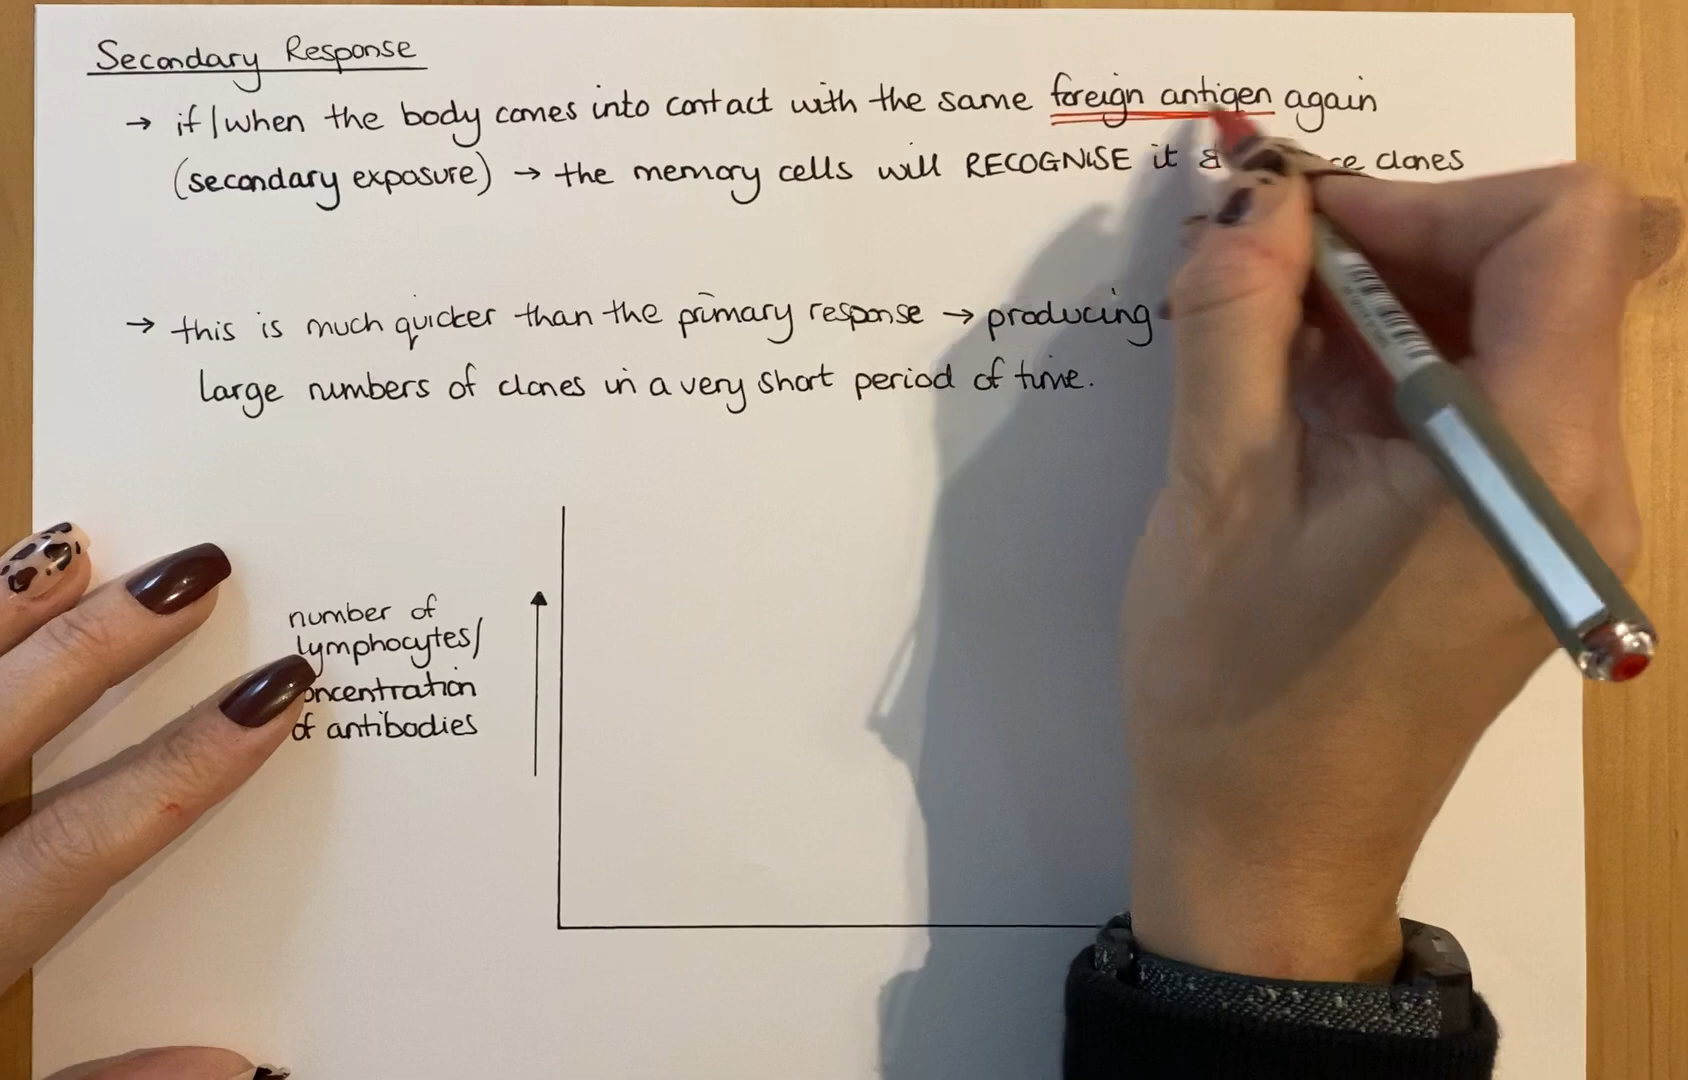 Secondary Response
→ if/when the body comes into contact with the same foreign antigen again
(secondary exposure) → the memory cells will RECOGNISE it & clones
→ this is much quicker than the primary response → producing
large numbers of clones in a very short period of time.
number of
lymphocytes/
oncentration
of antibodies